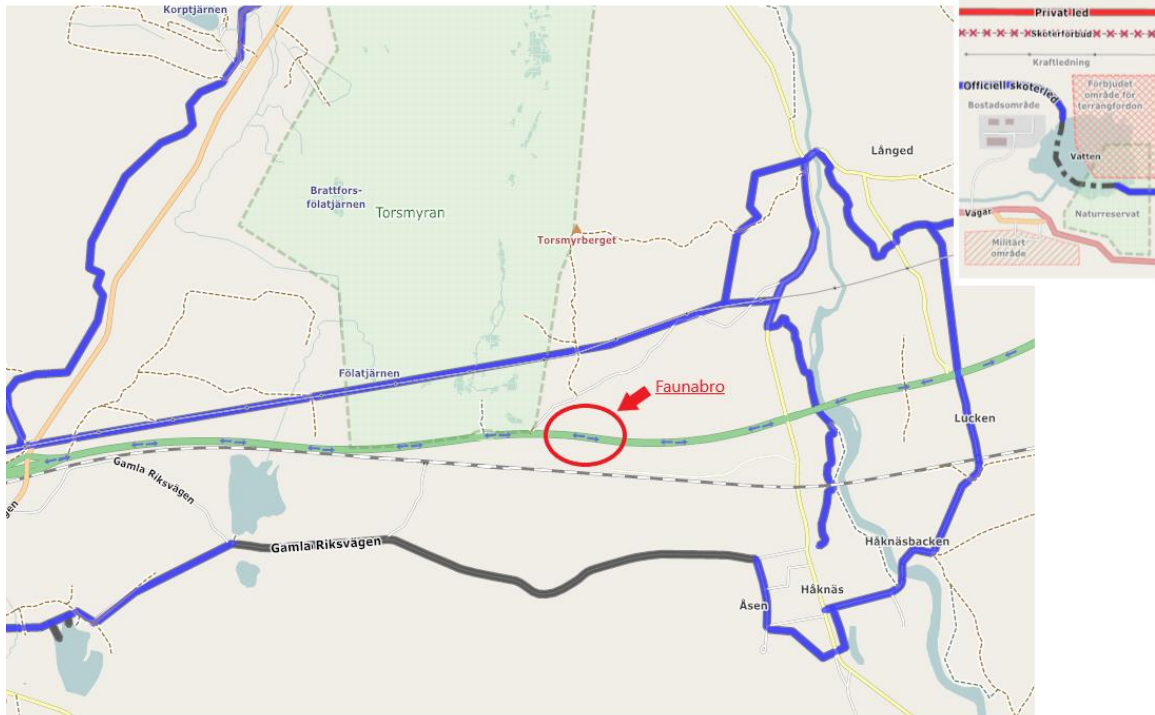 Korptjärnen
Privat led
Skoterförbud
Kraftledning
Officiell skoterled
Förbjudet
område för
terrängfordon
Bostadsområde
Vatten
Naturreservat
Vägar
Militärt
område
Långed
Brattfors-
fölatjärnen
Torsmyran
Torsmyrberget
Fölatjärnen
Faunabro
Lucken
Gamla Riksvägen
gen
Gamla Riksvägen
Håknäsbacken
Håknäs
Åsen